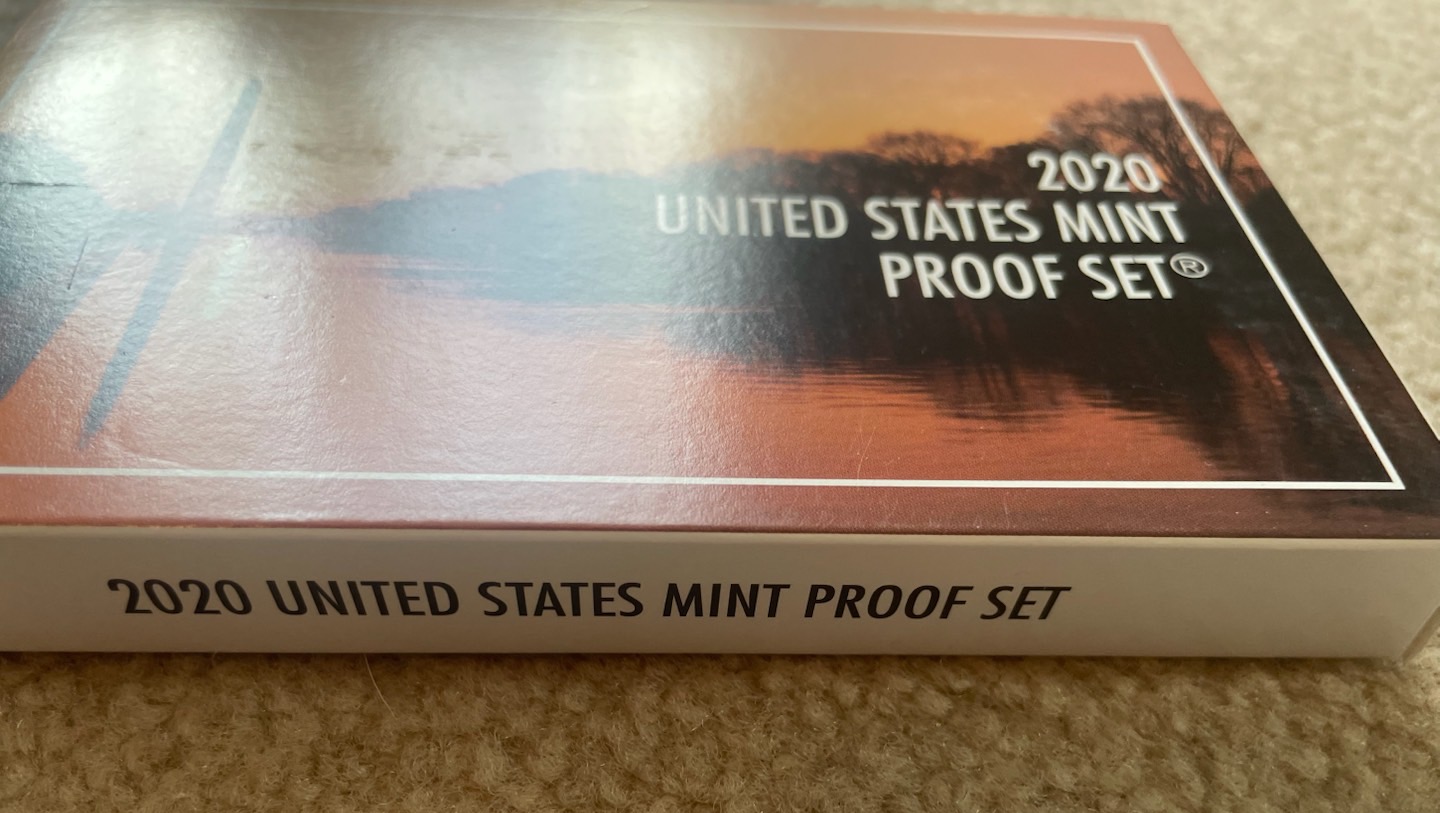 2020
UNITED STATES MINT
PROOF SET®
2020 UNITED STATES MINT PROOF SET